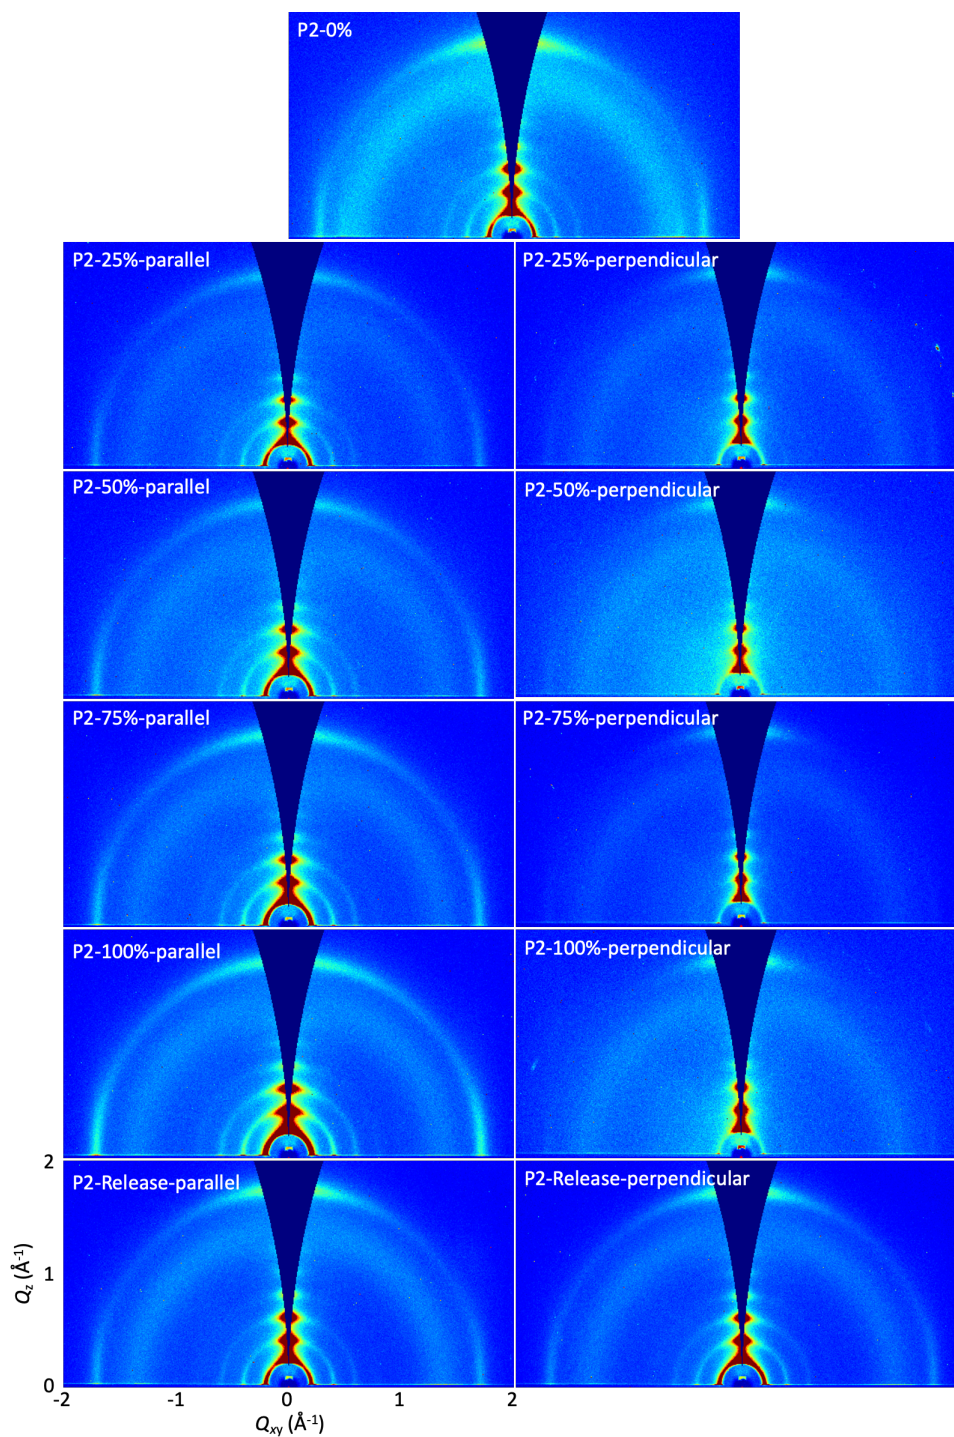 P2-0%
P2-25%-parallel
P2-25%-perpendicular
P2-50%-parallel
P2-50%-perpendicular
P2-75%-parallel
P2-75%-perpendicular
P2-100%-parallel
P2-100%-perpendicular
P2-Release-parallel
P2-Release-perpendicular
2
1
0
Qz (Å-1)
-2 -1 0 1 2
Qxy (Å-1)